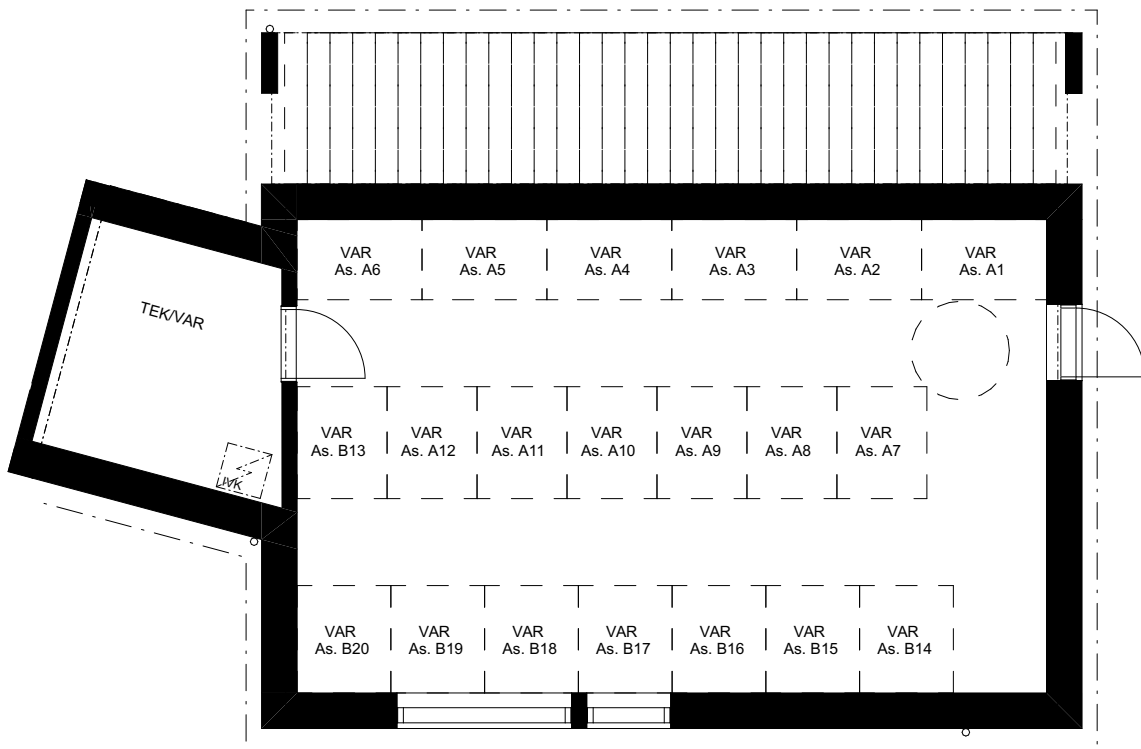 VAR
As. A6
VAR
As. A5
VAR
As. A4
VAR
As. A3
VAR
As. A2
VAR
As. A1
TEK/VAR
VAR
As. B13
VAR
As. A12
VAR
As. A11
VAR
As. A10
VAR
As. A9
VAR
As. A8
VAR
As. A7
IVK
VAR
As. B20
VAR
As. B19
VAR
As. B18
VAR
As. B17
VAR
As. B16
VAR
As. B15
VAR
As. B14